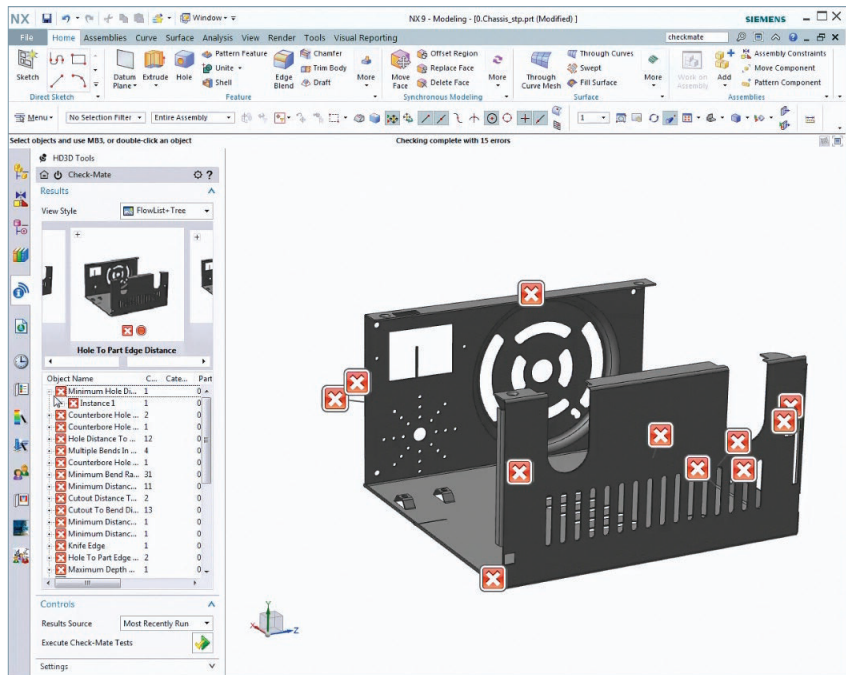 NX Window NX 9 - Modeling - [0.Chassis_stp.prt (Modified) ] SIEMENS
File Home Assemblies Curve Surface Analysis View Render Tools Visual Reporting checkmate
Sketch
Direct Sketch
Datum Plane Extrude Hole
Pattern Feature
Unite
Shell
Edge Blend
Chamfer
Trim Body
Draft
More
Feature
Move Face
Offset Region
Replace Face
Delete Face
More
Synchronous Modeling
Through Curve Mesh
Through Curves
Swept
Fill Surface
More
Surface
Work on Assembly
Add
Assembly Constraints
Move Component
Pattern Component
Assemblies
Menu No Selection Filter Entire Assembly 1
Select objects and use MB3, or double-click an object Checking complete with 15 errors
HD3D Tools
Check-Mate
Results
View Style FlowList+Tree
Hole To Part Edge Distance
Object Name C... Cate... Part
Minimum Hole Di... 1 0
Instance 1 1 0
Counterbore Hole ... 2 0
Counterbore Hole ... 1 0
Hole Distance To ... 12 0
Multiple Bends In ... 4 0
Counterbore Hole ... 1 0
Minimum Bend Ra... 31 0
Minimum Distanc... 11 0
Cutout Distance T... 2 0
Cutout To Bend Di... 13 0
Minimum Distanc... 1 0
Minimum Distanc... 1 0
Knife Edge 1 0
Hole To Part Edge ... 2 0
Maximum Depth ... 1 0
Controls
Results Source Most Recently Run
Execute Check-Mate Tests
Settings
Y
X
Z